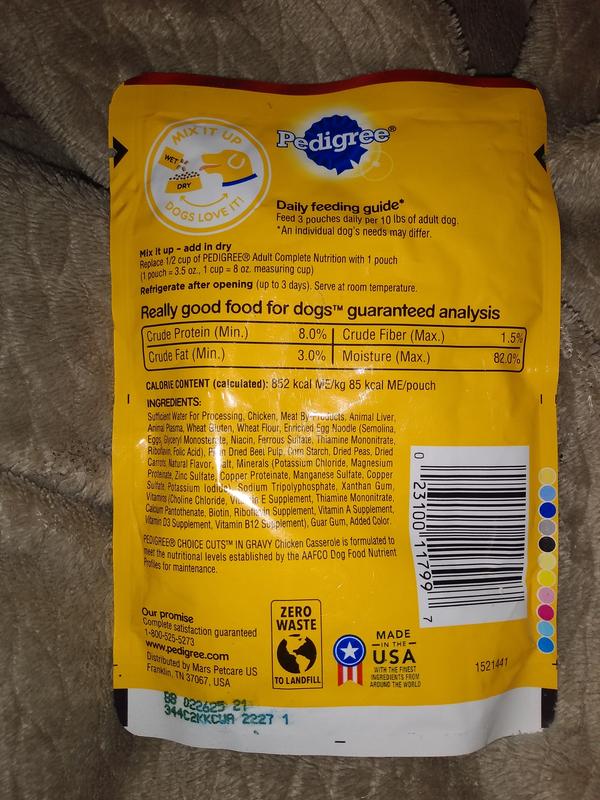 MIX IT UP
WET
DRY
DOGS LOVE IT!
Pedigree®
Daily feeding guide*
Feed 3 pouches daily per 10 lbs of adult dog.
*An individual dog's needs may differ.
Mix it up - add in dry
Replace 1/2 cup of PEDIGREE® Adult Complete Nutrition with 1 pouch
(1 pouch = 3.5 oz., 1 cup = 8 oz. measuring cup)
Refrigerate after opening (up to 3 days). Serve at room temperature.
Really good food for dogs™ guaranteed analysis
Crude Protein (Min.) 8.0% Crude Fiber (Max.) 1.5%
Crude Fat (Min.) 3.0% Moisture (Max.) 82.0%
CALORIE CONTENT (calculated): 852 kcal ME/kg 85 kcal ME/pouch
INGREDIENTS:
Sufficient Water For Processing, Chicken, Meat By-Products, Animal Liver,
Animal Plasma, Wheat Gluten, Wheat Flour, Enriched Egg Noodle (Semolina,
Eggs, Glyceryl Monosterate, Niacin, Ferrous Sulfate, Thiamine Mononitrate,
Riboflavin, Folic Acid), Plain Dried Beet Pulp, Corn Starch, Dried Peas, Dried
Carrots, Natural Flavor, Salt, Minerals (Potassium Chloride, Magnesium
Proteinate, Zinc Sulfate, Copper Proteinate, Manganese Sulfate, Copper
Sulfate, Potassium Iodide), Sodium Tripolyphosphate, Xanthan Gum,
Vitamins (Choline Chloride, Vitamin E Supplement, Thiamine Mononitrate,
Calcium Pantothenate, Biotin, Riboflavin Supplement, Vitamin A Supplement,
Vitamin D3 Supplement, Vitamin B12 Supplement), Guar Gum, Added Color.
PEDIGREE® CHOICE CUTS™ IN GRAVY Chicken Casserole is formulated to
meet the nutritional levels established by the AAFCO Dog Food Nutrient
Profiles for maintenance.
0 23100 11799 7
Our promise
Complete satisfaction guaranteed
1-800-525-5273
www.pedigree.com
Distributed by Mars Petcare US
Franklin, TN 37067, USA
ZERO
WASTE
TO LANDFILL
MADE
IN THE
USA
WITH THE FINEST
INGREDIENTS FROM
AROUND THE WORLD
1521441
BB 022625 21
344C2KKCUA 2227 1